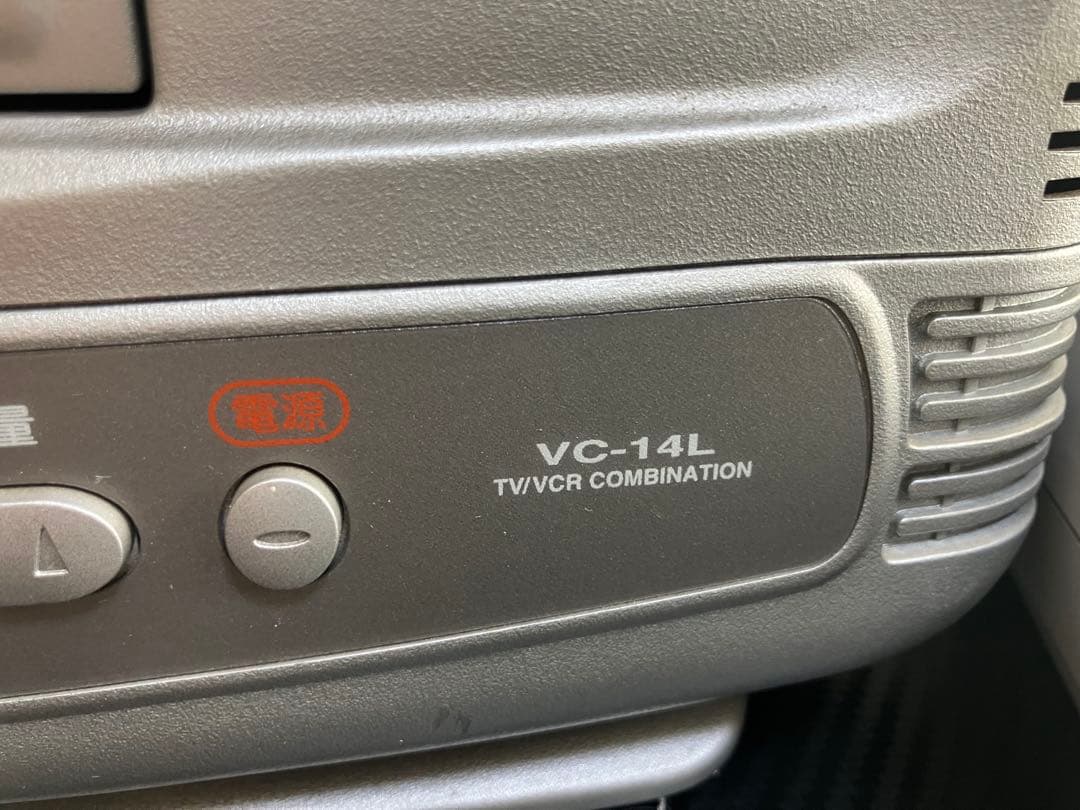 量
電源
VC-14L
TV/VCR COMBINATION